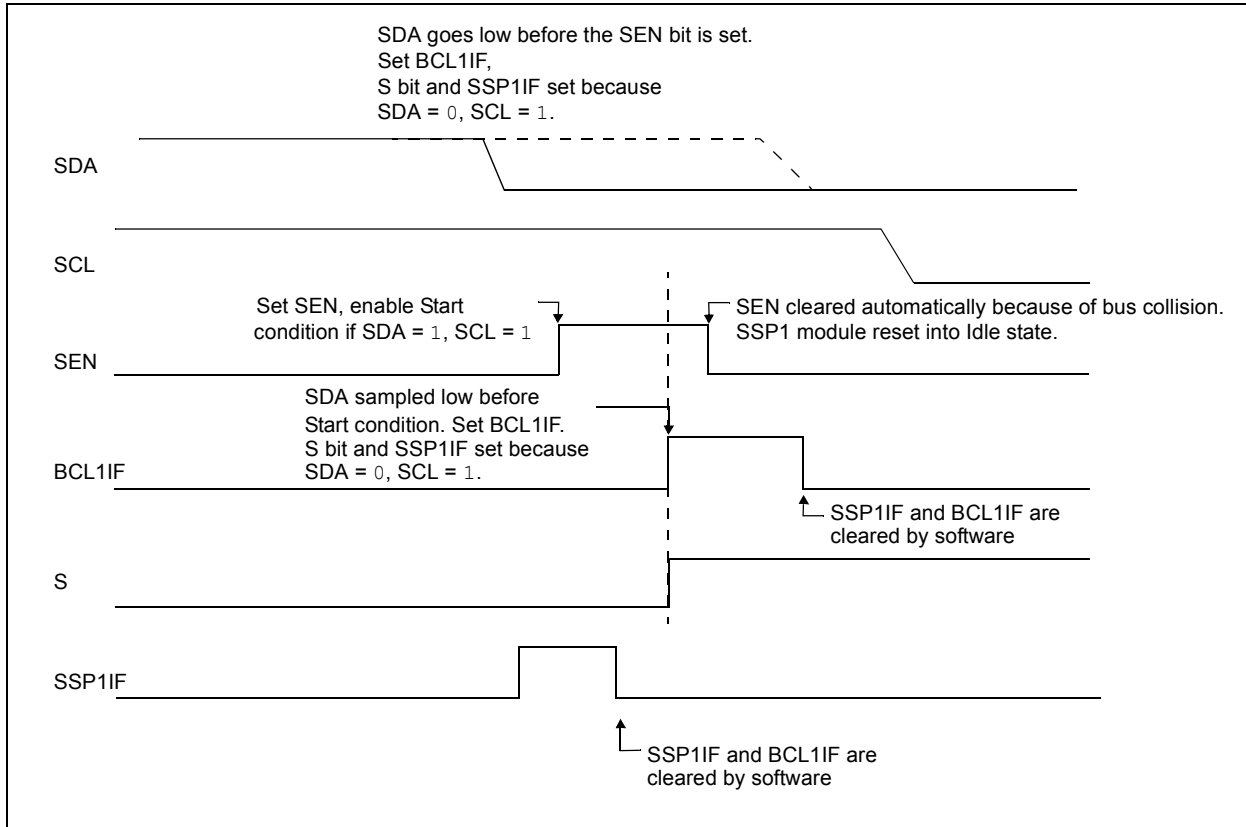 SDA goes low before the SEN bit is set.
Set BCL1IF,
S bit and SSP1IF set because
SDA = 0, SCL = 1.
SDA
SCL
Set SEN, enable Start
condition if SDA = 1, SCL = 1
SEN cleared automatically because of bus collision.
SSP1 module reset into Idle state.
SEN
SDA sampled low before
Start condition. Set BCL1IF.
S bit and SSP1IF set because
SDA = 0, SCL = 1.
BCL1IF
SSP1IF and BCL1IF are
cleared by software
S
SSP1IF
SSP1IF and BCL1IF are
cleared by software